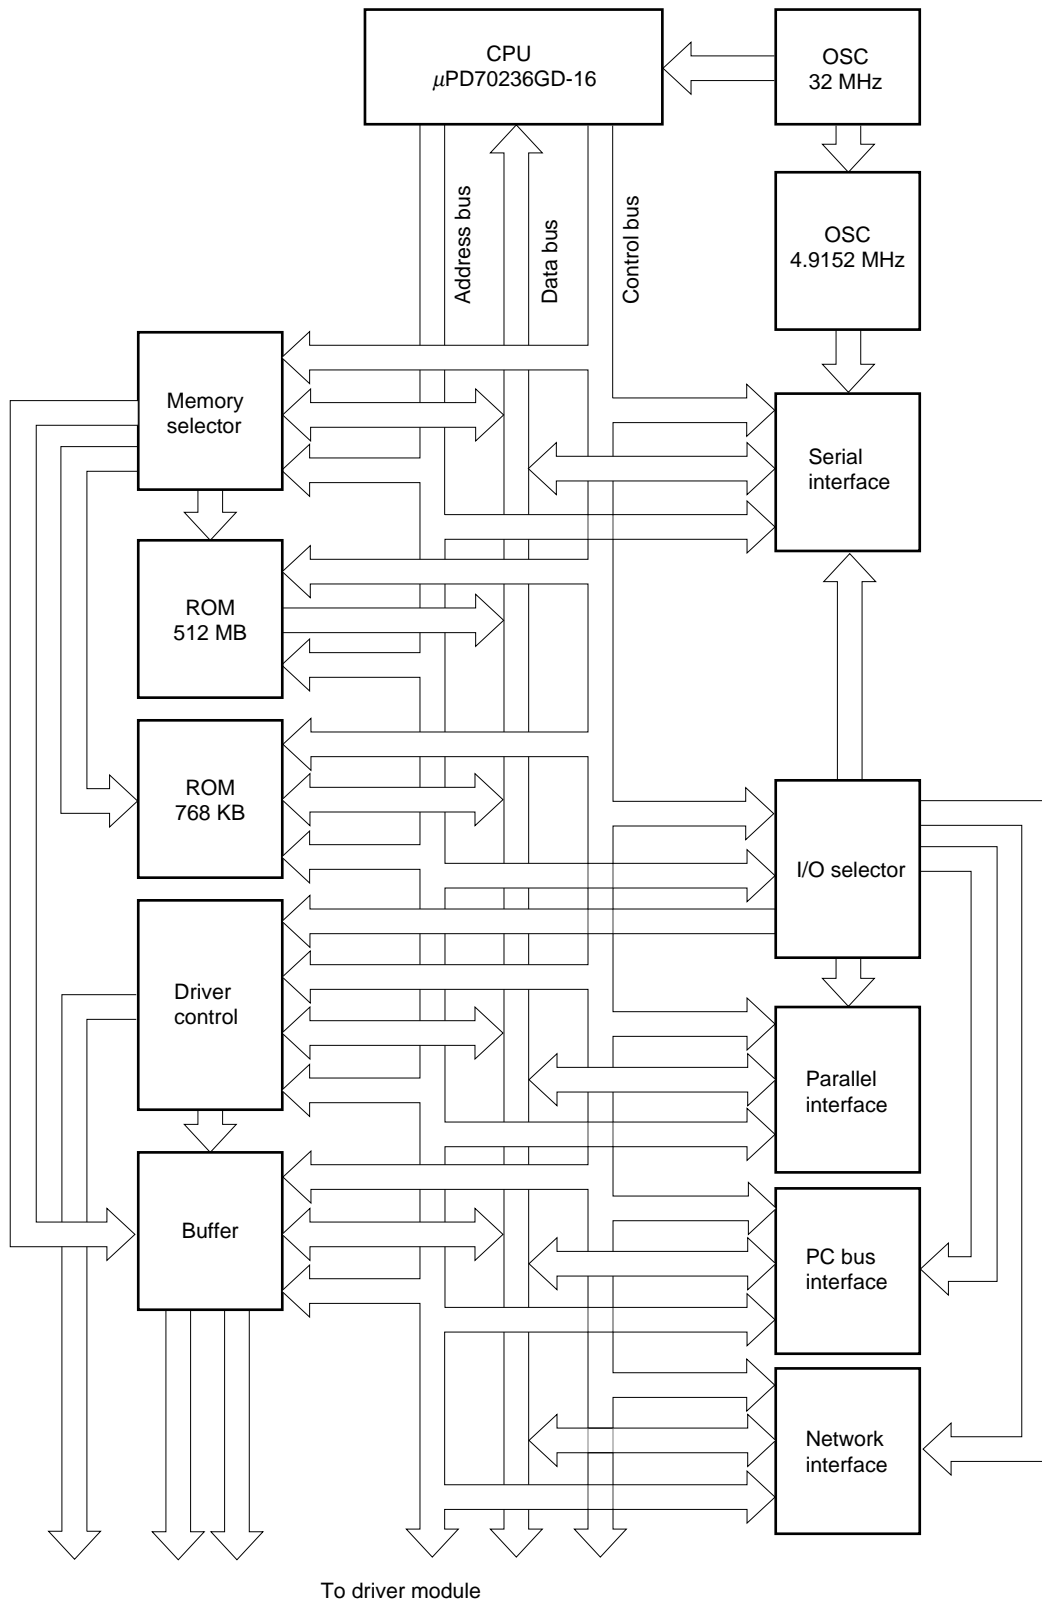 CPU
μPD70236GD-16
OSC
32 MHz
OSC
4.9152 MHz
Address bus
Data bus
Control bus
Memory
selector
Serial
interface
ROM
512 MB
ROM
768 KB
I/O selector
Driver
control
Parallel
interface
Buffer
PC bus
interface
Network
interface
To driver module